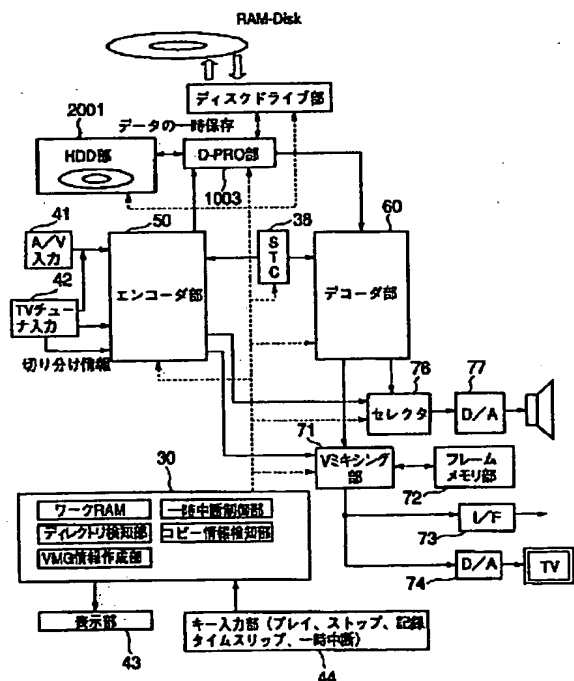 RAM-Disk
ディスクドライブ部
2001
データの一時保存
HDD部
D-PRO部
1003
41
A/V
入力
50
38
60
42
TVチュー
ナ入力
エンコーダ部
STC
デコーダ部
切り分け情報
76
77
セレクタ
D/A
71
Vミキシング
部
フレーム
メモリ部
72
30
ワークRAM
一時中断制御部
ディレクトリ検知部
コピー情報検知部
VMG情報作成部
I/F
73
D/A
TV
74
表示部
43
キー入力部(プレイ、ストップ、記録
タイムスリップ、一時中断)
44